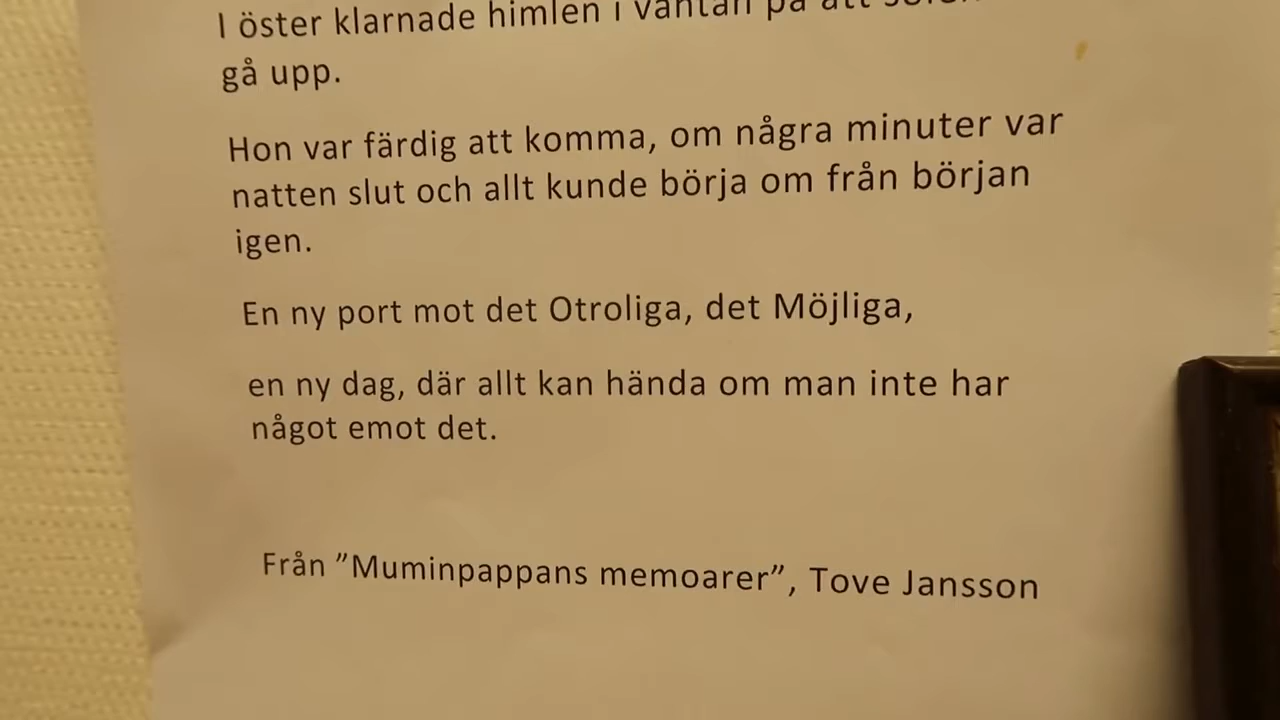 I öster klarnade himlen i väntan på att solen
gå upp.
Hon var färdig att komma, om några minuter var
natten slut och allt kunde börja om från början
igen.
En ny port mot det Otroliga, det Möjliga,
en ny dag, där allt kan hända om man inte har
något emot det.
Från ”Muminpappans memoarer”, Tove Jansson